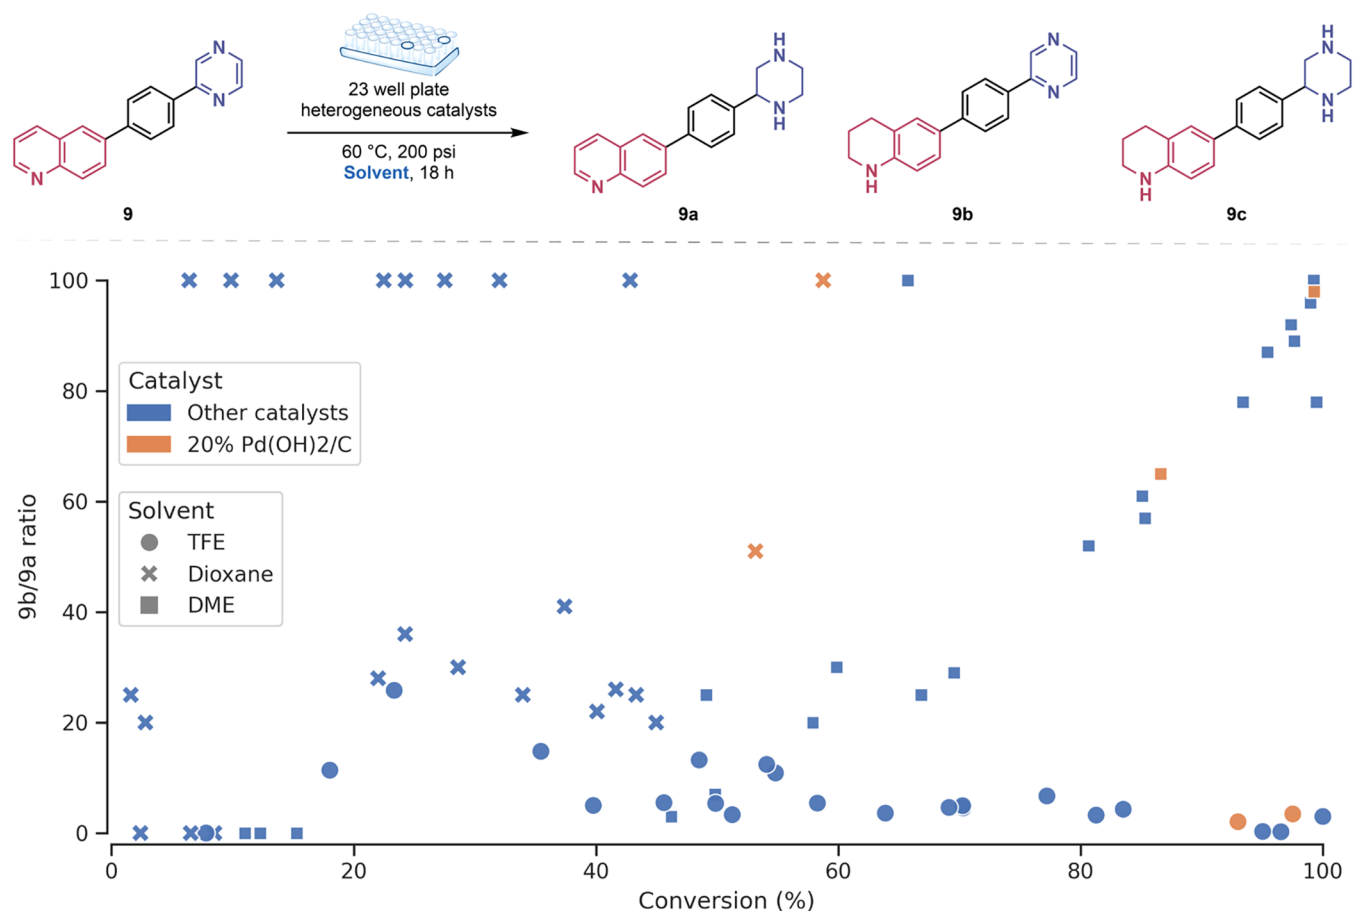 N
N
N
9
23 well plate
heterogeneous catalysts
60 °C, 200 psi
Solvent, 18 h
H
N
N
H
N
9a
N
N
N
H
9b
H
N
N
H
N
H
9c
100
80
60
40
20
0
9b/9a ratio
Catalyst
Other catalysts
20% Pd(OH)2/C
Solvent
TFE
Dioxane
DME
0 20 40 60 80 100
Conversion (%)